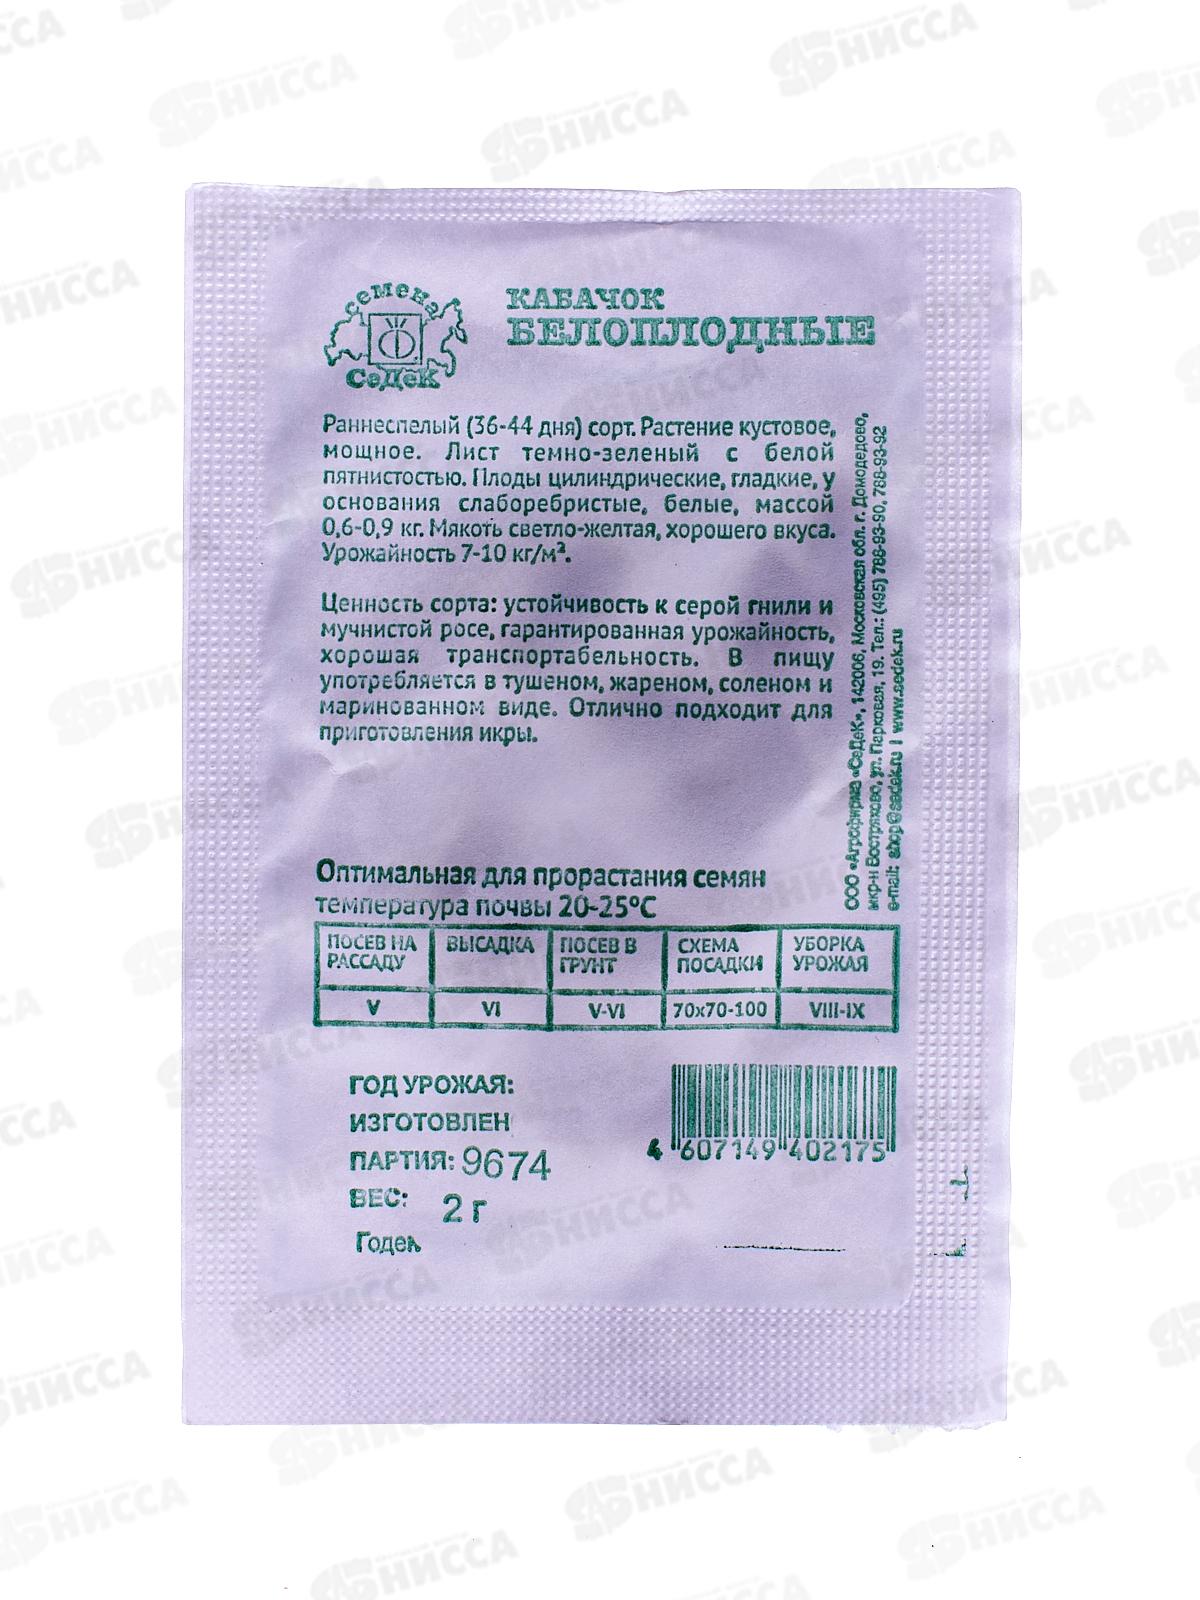 семена
СеДеК
КАБАЧОК
БЕЛОПЛОДНЫЕ
Раннеспелый (36-44 дня) сорт. Растение кустовое,
мощное. Лист темно-зеленый с белой
пятнистостью. Плоды цилиндрические, гладкие, у
основания слаборебристые, белые, массой
0,6-0,9 кг. Мякоть светло-желтая, хорошего вкуса.
Урожайность 7-10 кг/м².
Ценность сорта: устойчивость к серой гнили и
мучнистой росе, гарантированная урожайность,
хорошая транспортабельность. В пищу
употребляется в тушеном, жареном, соленом и
маринованном виде. Отлично подходит для
приготовления икры.
ООО «Агрофирма «СеДеК», 142006, Московская обл. г. Домодедово,
мкр-н Востряково, ул. Парковая, 19. Тел.: (495) 788-93-90, 788-93-92
e-mail: shop@sedek.ru | www.sedek.ru
Оптимальная для прорастания семян
температура почвы 20-25°С
ПОСЕВ НА РАССАДУ ВЫСАДКА ПОСЕВ В ГРУНТ СХЕМА ПОСАДКИ УБОРКА УРОЖАЯ
V VI V-VI 70x70-100 VIII-IX
ГОД УРОЖАЯ:
ИЗГОТОВЛЕН
ПАРТИЯ: 9674
ВЕС: 2 г
Годен
4 607149 402175
НИССА